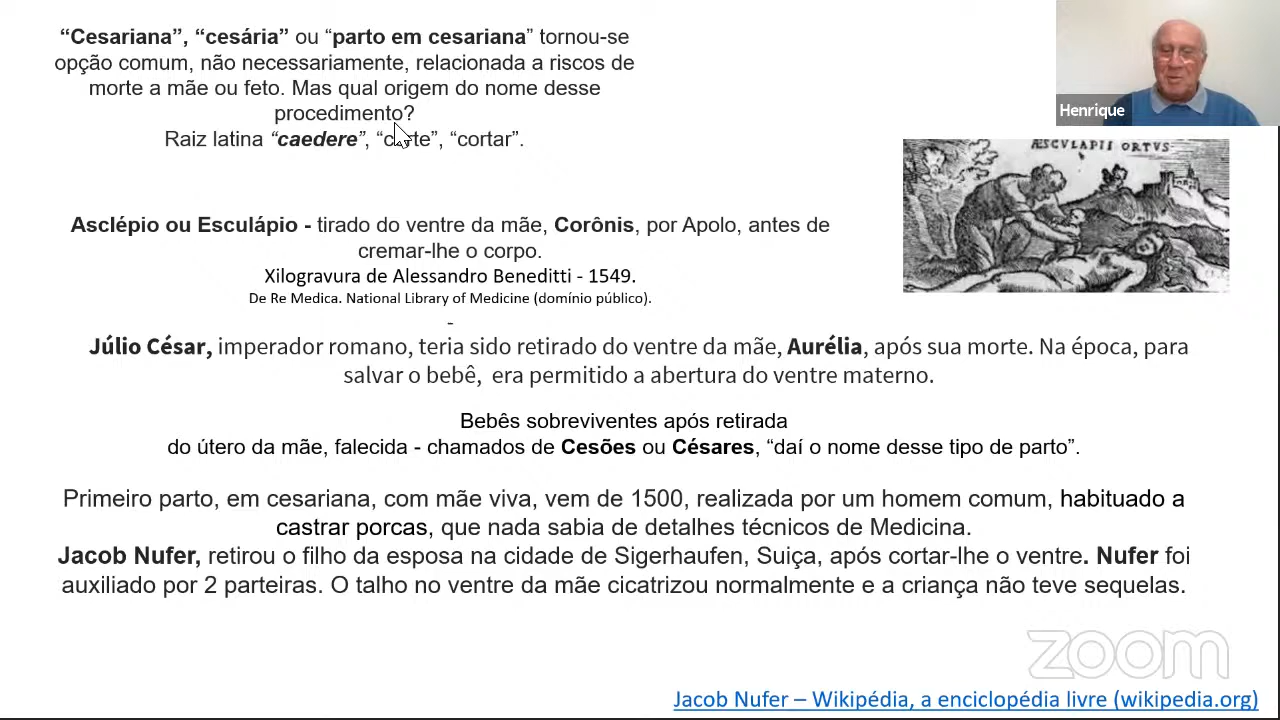 “Cesariana”, “cesária” ou “parto em cesariana” tornou-se
opção comum, não necessariamente, relacionada a riscos de
morte a mãe ou feto. Mas qual origem do nome desse
procedimento?
Raiz latina “caedere”, “corte”, “cortar”.
Henrique
ÆSCVLAPII ORTVS
Asclépio ou Esculápio - tirado do ventre da mãe, Corônis, por Apolo, antes de
cremar-lhe o corpo.
Xilogravura de Alessandro Beneditti - 1549.
De Re Medica. National Library of Medicine (domínio público).
-
Júlio César, imperador romano, teria sido retirado do ventre da mãe, Aurélia, após sua morte. Na época, para
salvar o bebê, era permitido a abertura do ventre materno.
Bebês sobreviventes após retirada
do útero da mãe, falecida - chamados de Cesões ou Césares, “daí o nome desse tipo de parto”.
Primeiro parto, em cesariana, com mãe viva, vem de 1500, realizada por um homem comum, habituado a
castrar porcas, que nada sabia de detalhes técnicos de Medicina.
Jacob Nufer, retirou o filho da esposa na cidade de Sigerhaufen, Suiça, após cortar-lhe o ventre. Nufer foi
auxiliado por 2 parteiras. O talho no ventre da mãe cicatrizou normalmente e a criança não teve sequelas.
zoom
Jacob Nufer – Wikipédia, a enciclopédia livre (wikipedia.org)